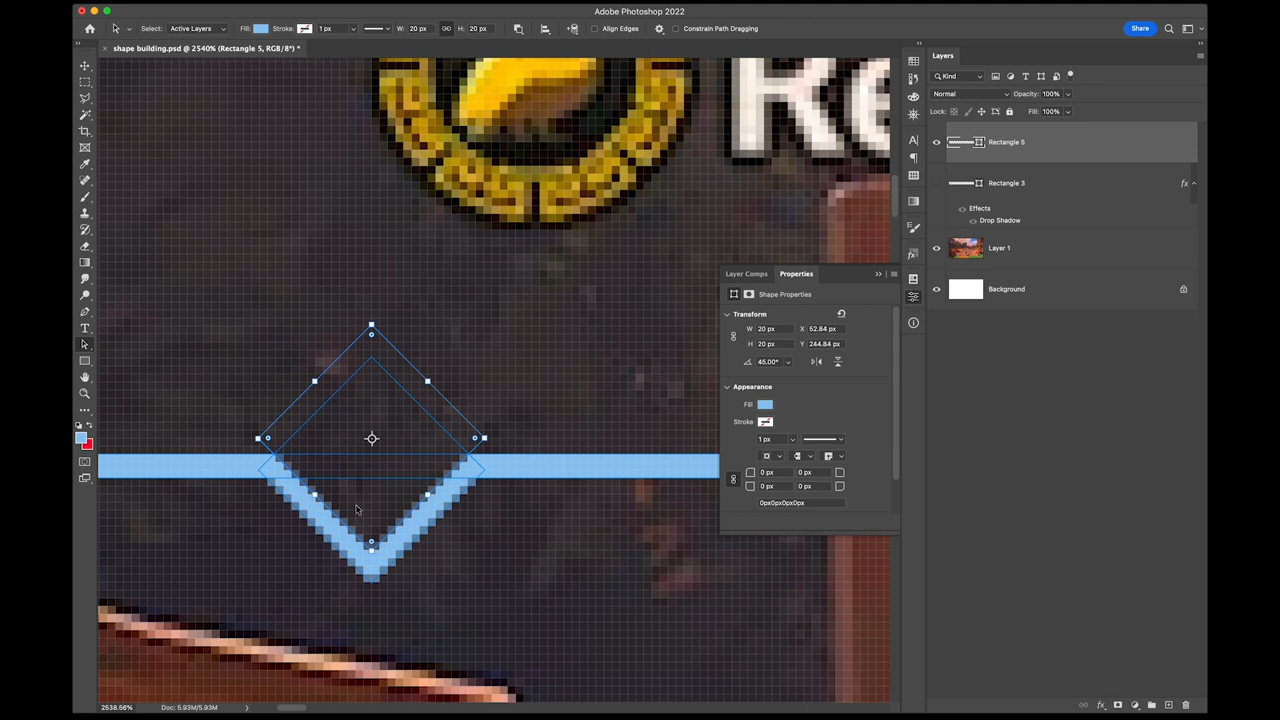 Adobe Photoshop 2022
Select: Active Layers Fill: Stroke: 1 px W: 20 px H: 20 px Align Edges Constrain Path Dragging Share
shape building.psd @ 2540% (Rectangle 5, RGB/8*) *
Layers
Kind
Normal Opacity: 100%
Lock: Fill: 100%
Rectangle 5
Rectangle 3 fx
Effects
Drop Shadow
Layer 1
Background
Layer Comps Properties
Shape Properties
Transform
W 20 px X 52.84 px
H 20 px Y 244.84 px
45.00°
Appearance
Fill
Stroke
1 px
0 px 0 px
0 px 0 px
0px0px0px0px
2538.56% Doc: 5.93M/5.93M